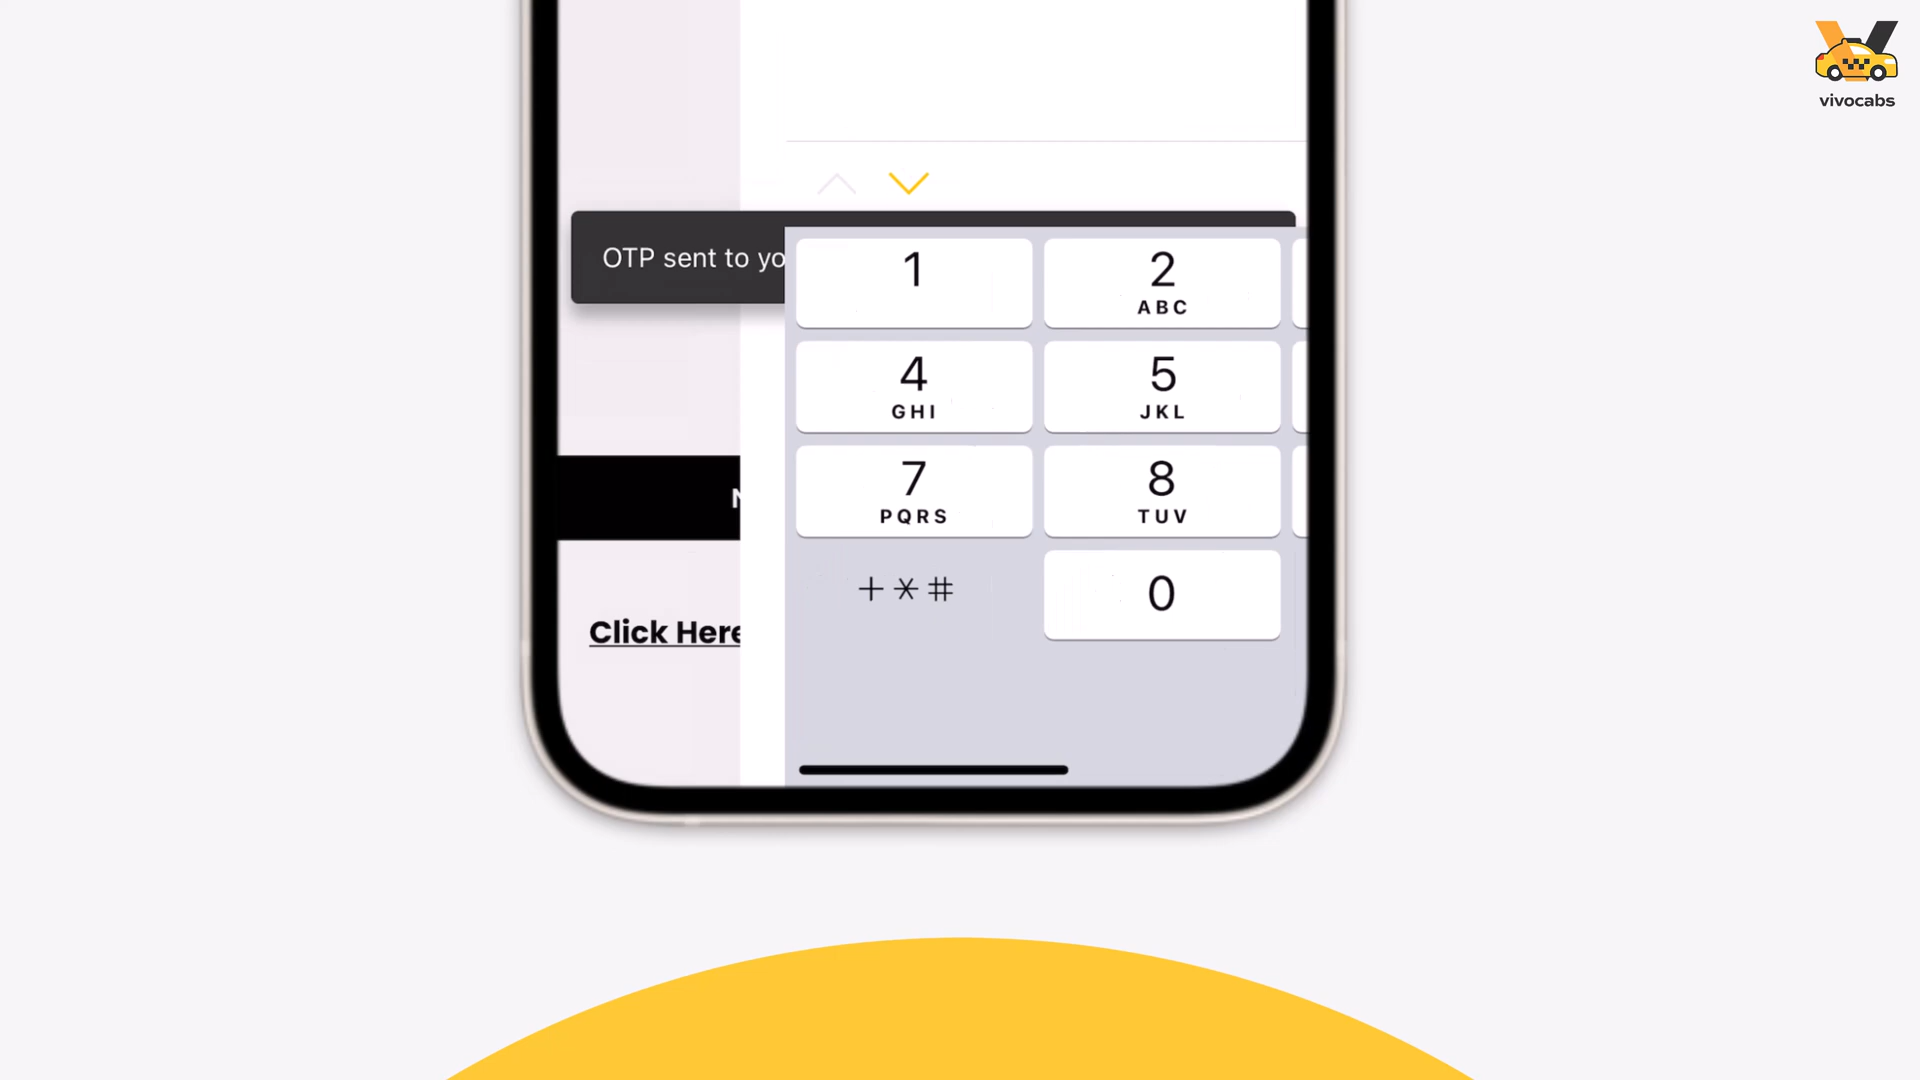 vivocabs
OTP sent to yo
1
2
ABC
4
GHI
5
JKL
7
PQRS
8
TUV
+*#
0
Click Here